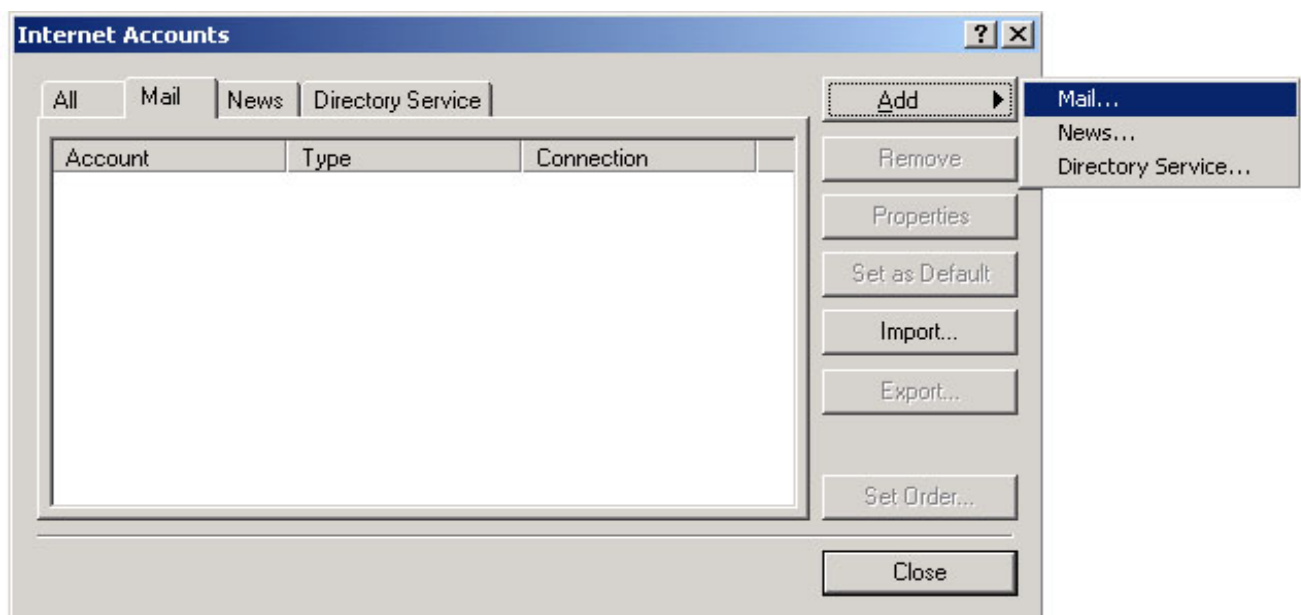 Internet Accounts
All Mail News Directory Service
Account Type Connection
Add
Remove
Properties
Set as Default
Import...
Export...
Set Order...
Close
Mail...
News...
Directory Service...